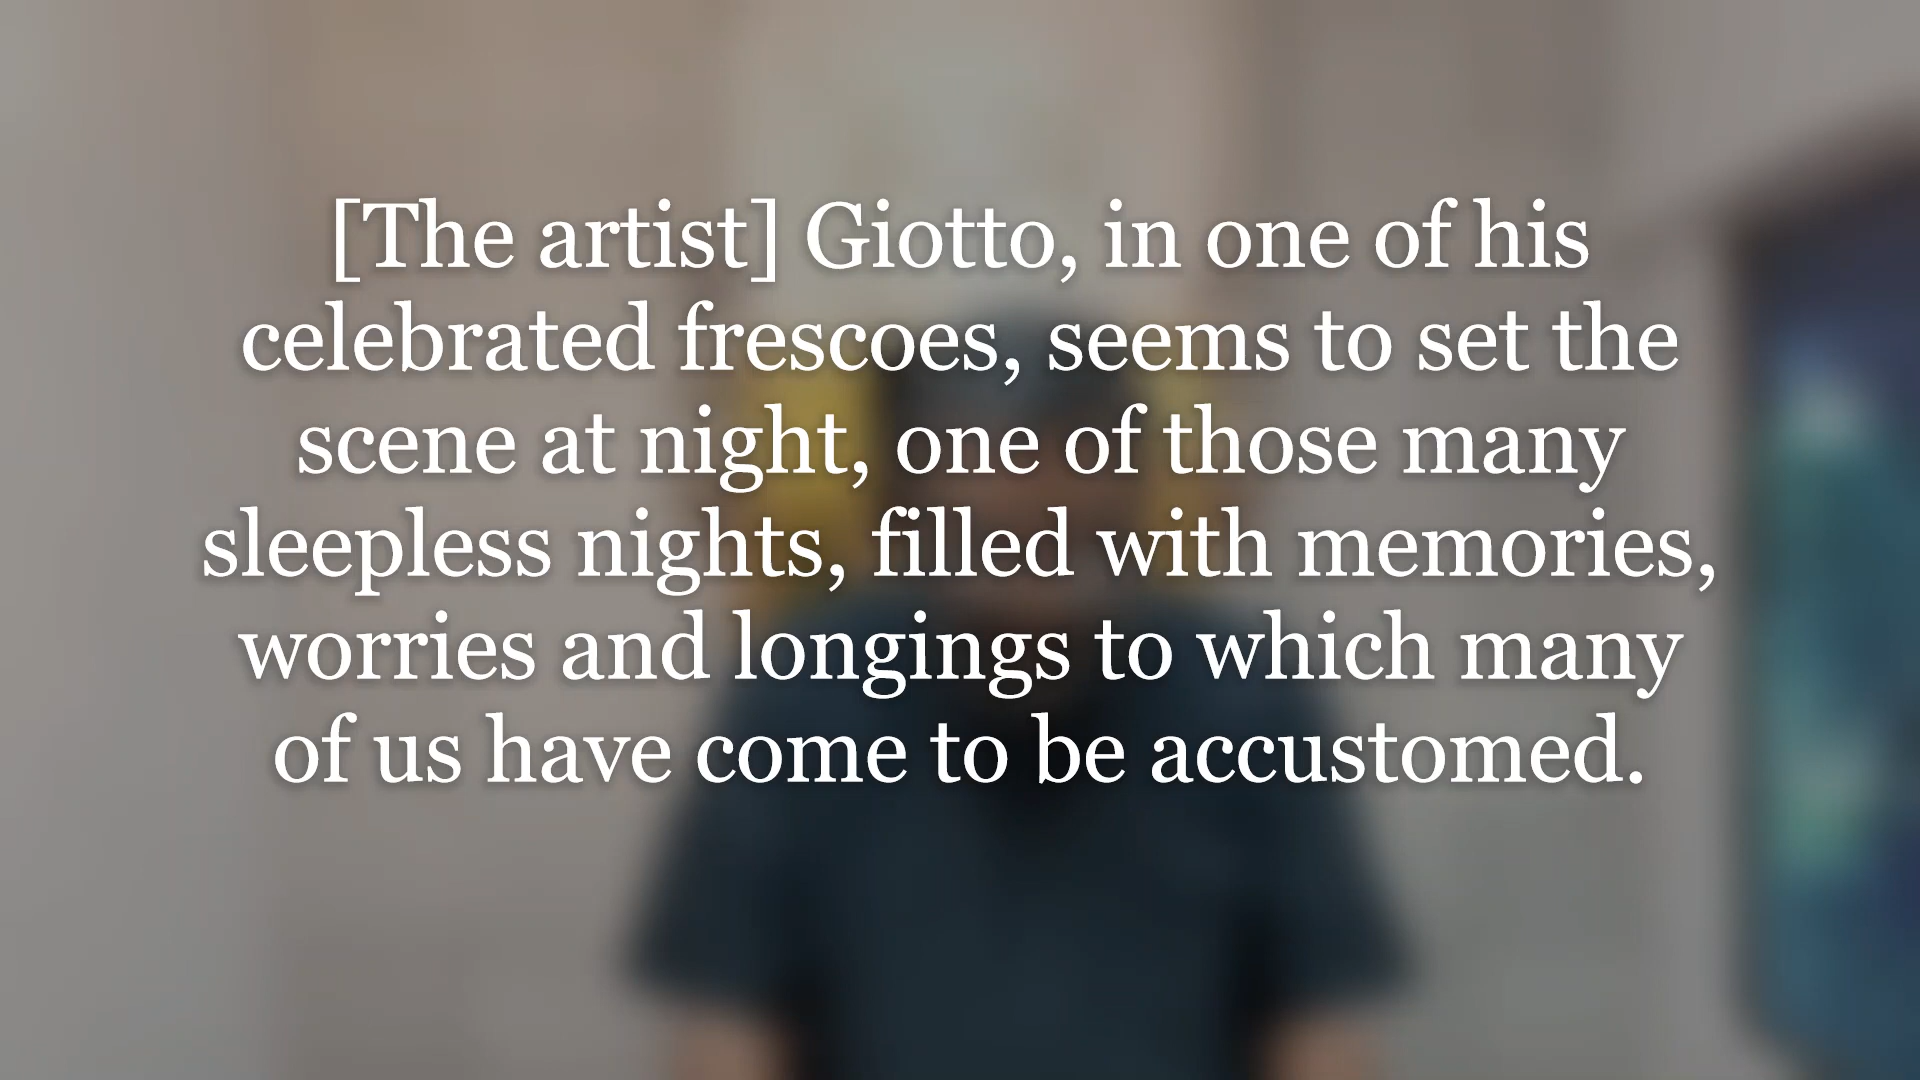 [The artist] Giotto, in one of his
celebrated frescoes, seems to set the
scene at night, one of those many
sleepless nights, filled with memories,
worries and longings to which many
of us have come to be accustomed.